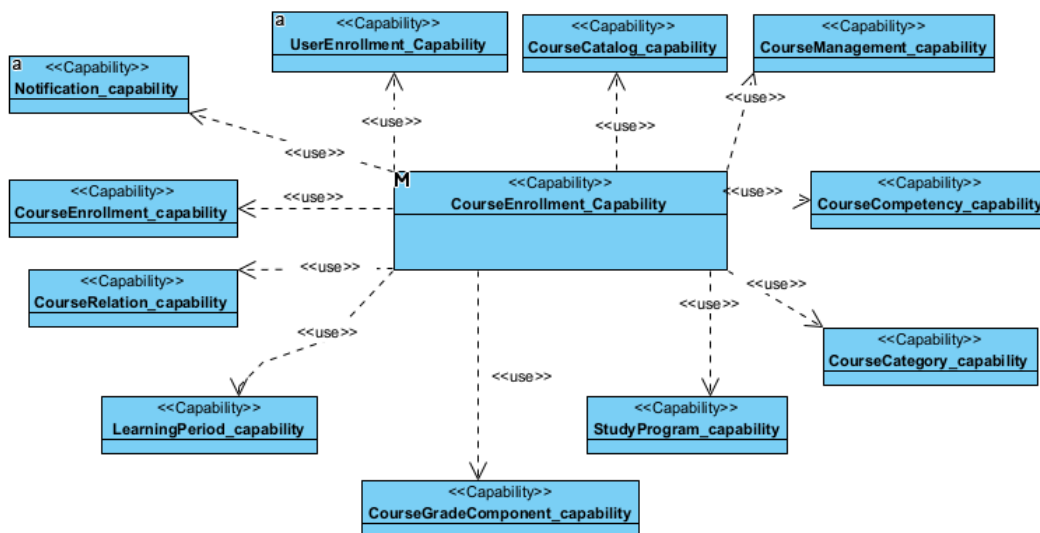 a
<<Capability>>
UserEnrollment_Capability
<<Capability>>
CourseCatalog_capability
<<Capability>>
CourseManagement_capability
a
<<Capability>>
Notification_capability
<<use>>
<<use>>
<<use>>
<<use>>
M
<<Capability>>
CourseEnrollment_Capability
<<Capability>>
CourseEnrollment_capability
<<use>>
<<use>>
<<Capability>>
CourseCompetency_capability
<<Capability>>
CourseRelation_capability
<<use>>
<<use>>
<<use>>
<<use>>
<<Capability>>
CourseCategory_capability
<<use>>
<<Capability>>
LearningPeriod_capability
<<Capability>>
StudyProgram_capability
<<Capability>>
CourseGradeComponent_capability